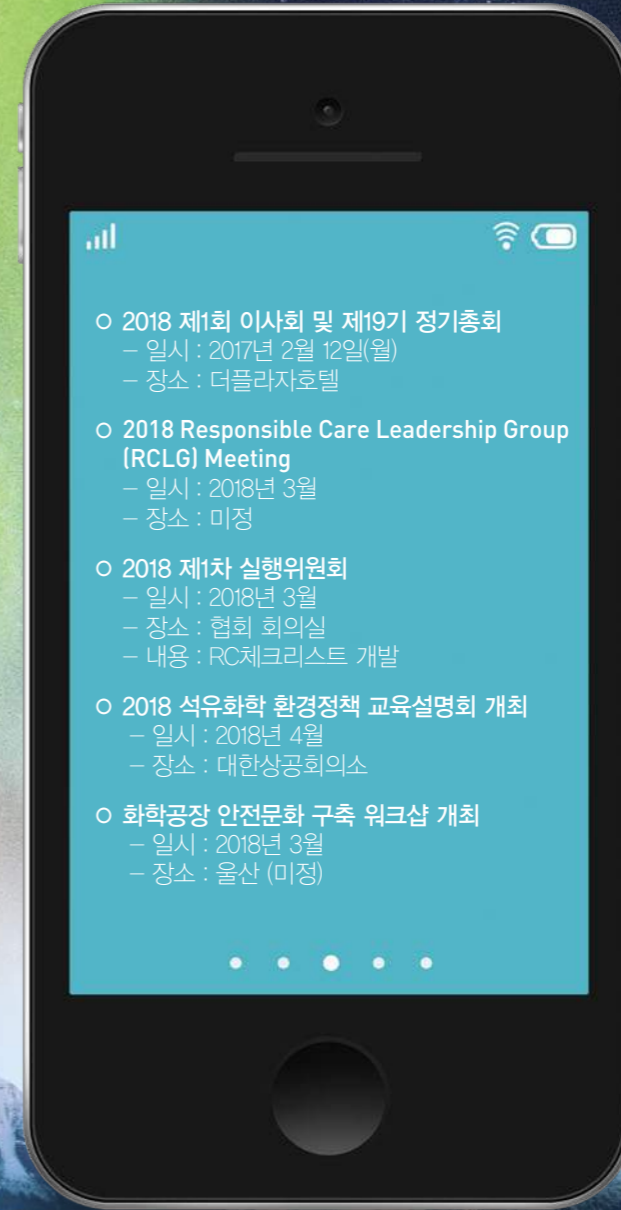 ○ 2018 제1회 이사회 및 제19기 정기총회
– 일시 : 2017년 2월 12일(월)
– 장소 : 더플라자호텔
○ 2018 Responsible Care Leadership Group
(RCLG) Meeting
– 일시 : 2018년 3월
– 장소 : 미정
○ 2018 제1차 실행위원회
– 일시 : 2018년 3월
– 장소 : 협회 회의실
– 내용 : RC체크리스트 개발
○ 2018 석유화학 환경정책 교육설명회 개최
– 일시 : 2018년 4월
– 장소 : 대한상공회의소
○ 화학공장 안전문화 구축 워크샵 개최
– 일시 : 2018년 3월
– 장소 : 울산 (미정)